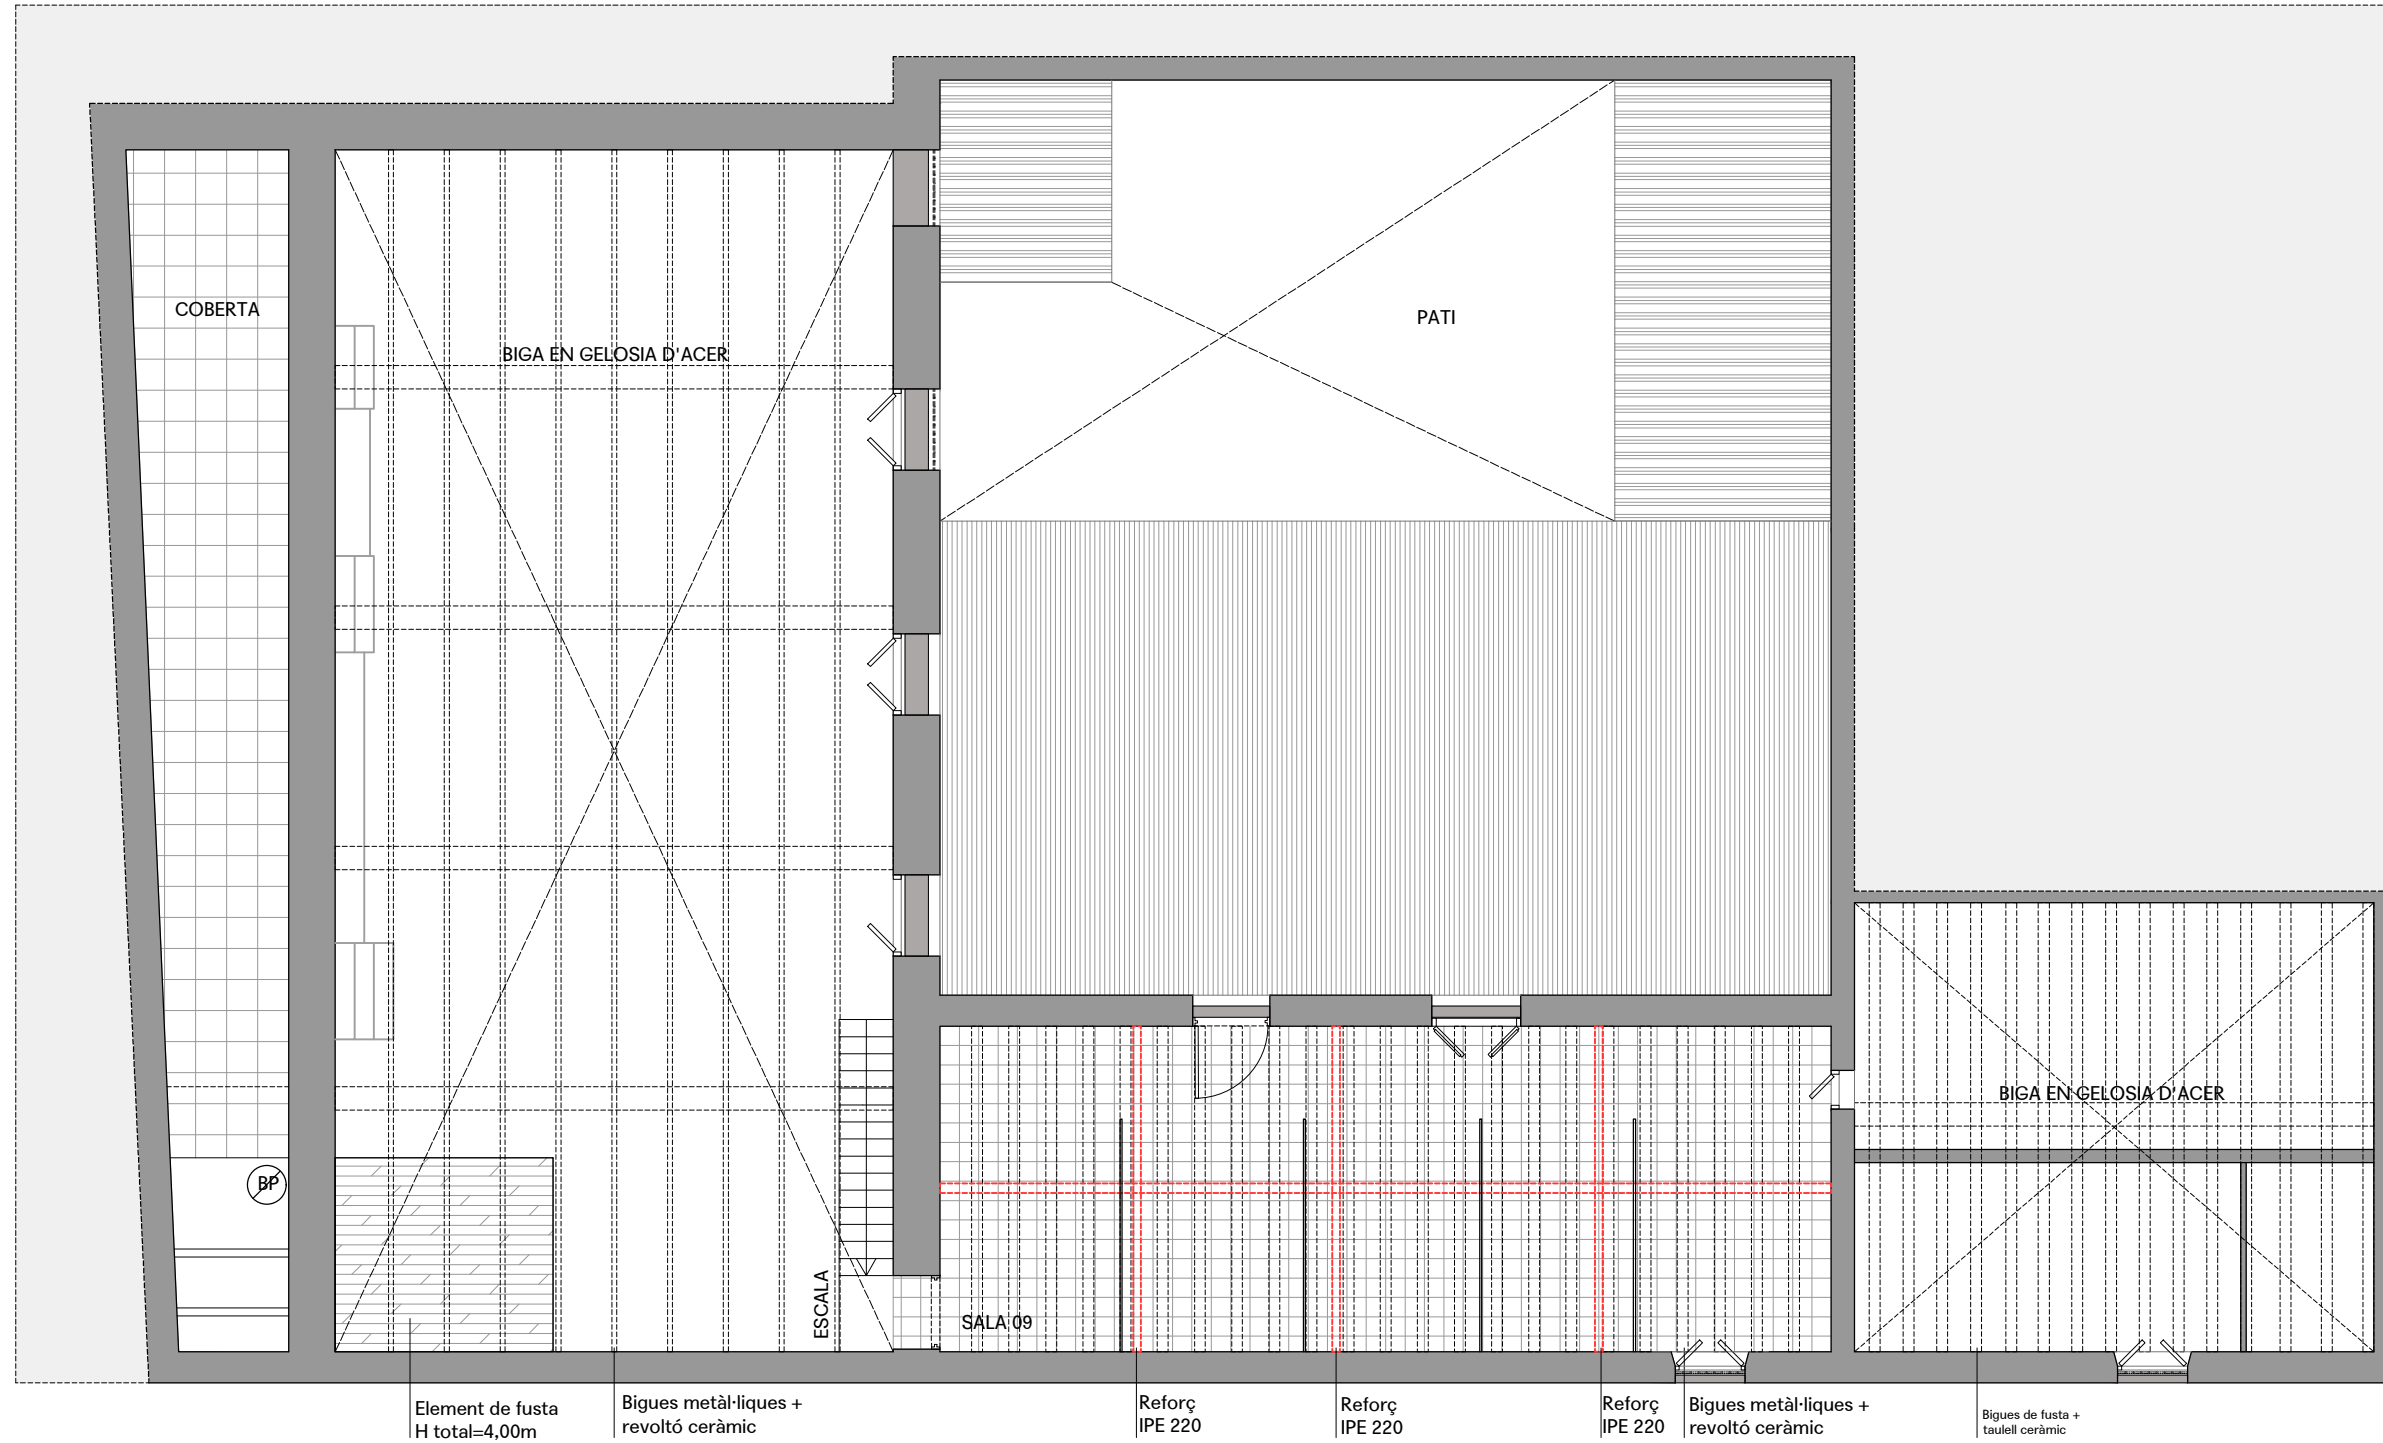 COBERTA
BIGA EN GELOSIA D'ACER
PATI
BIGA EN GELOSIA D'ACER
BP
ESCALA
SALA 09
Element de fusta
H total=4,00m
Bigues metàl·liques +
revoltó ceràmic
Reforç
IPE 220
Reforç
IPE 220
Reforç
IPE 220
Bigues metàl·liques +
revoltó ceràmic
Bigues de fusta +
taulell ceràmic